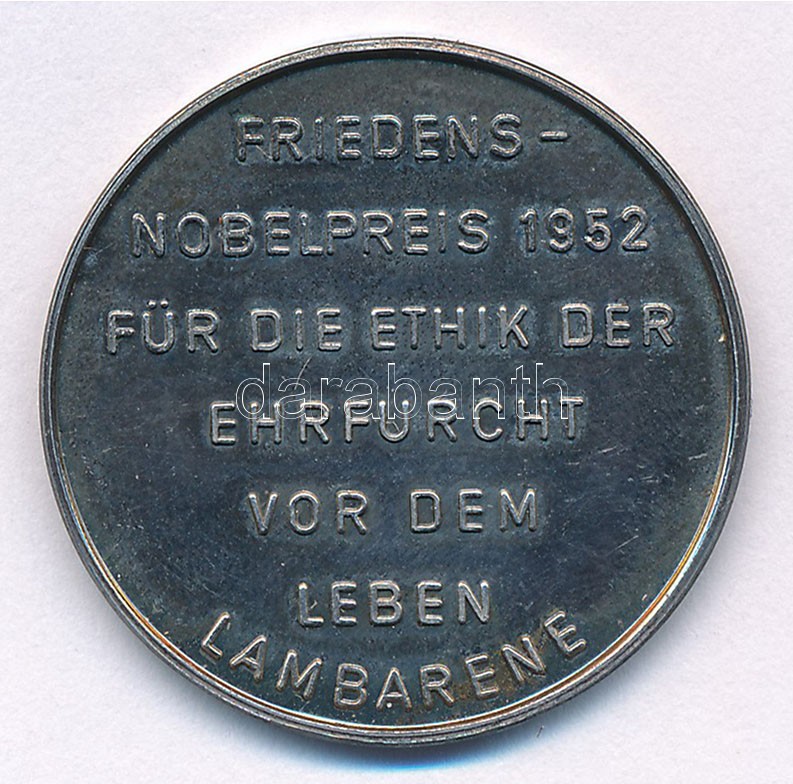 FRIEDENS-
NOBELPREIS 1952
FÜR DIE ETHIK DER
darabanth
EHRFURCHT
VOR DEM
LEBEN
LAMBARENE